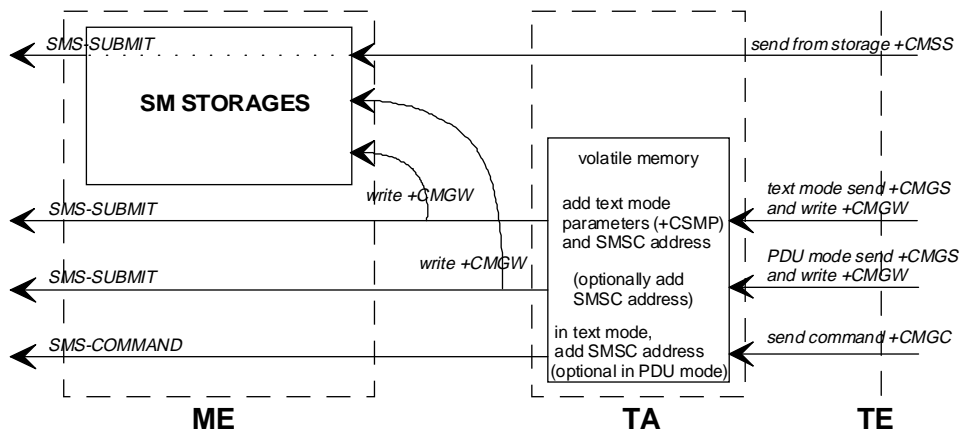 SMS-SUBMIT
send from storage +CMSS
SM STORAGES
volatile memory
write +CMGW
text mode send +CMGS
and write +CMGW
SMS-SUBMIT
add text mode
parameters (+CSMP)
and SMSC address
write +CMGW
PDU mode send +CMGS
and write +CMGW
SMS-SUBMIT
(optionally add
SMSC address)
SMS-COMMAND
in text mode,
add SMSC address
(optional in PDU mode)
send command +CMGC
ME
TA
TE